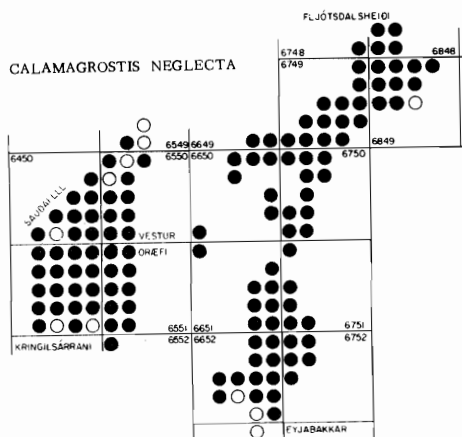 FLJÓTSDALSHEIÐI
6748
6848
6749
CALAMAGROSTIS NEGLECTA
6549 6649
6849
6450
6550 6650
6750
VESTUR
ÖRÆFI
6551 6651
6751
KRINGILSÁRRANI
6552 6652
6752
EYJABAKKAR